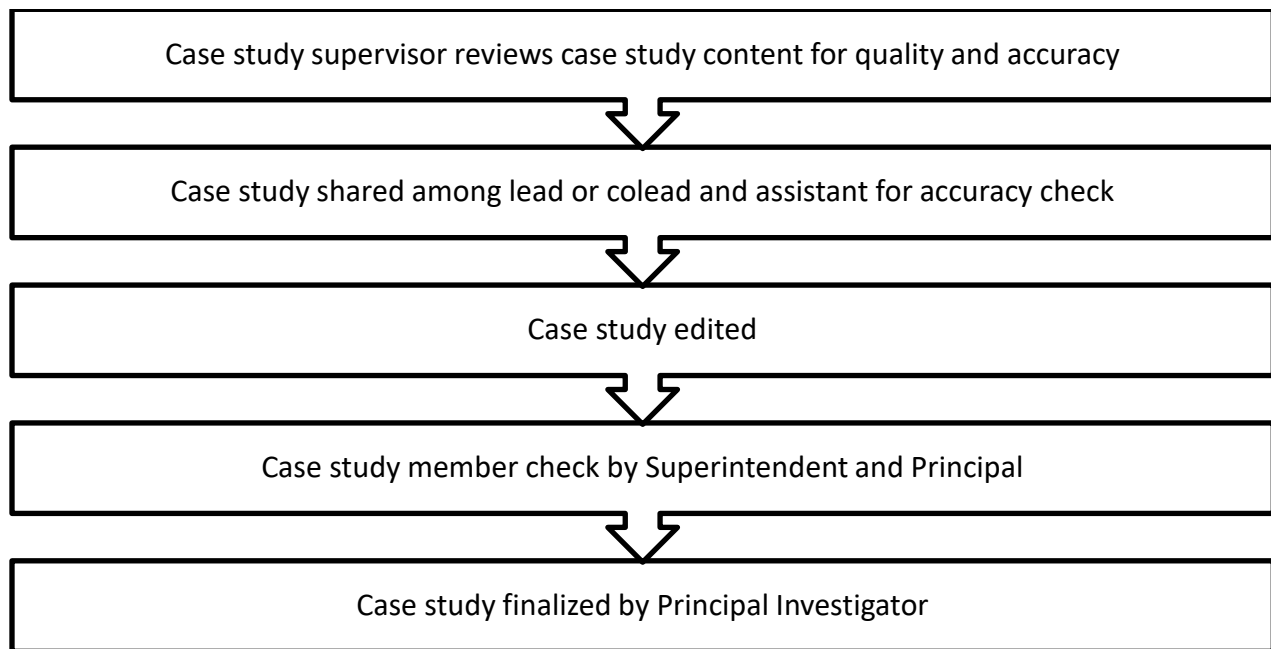 Case study supervisor reviews case study content for quality and accuracy
Case study shared among lead or colead and assistant for accuracy check
Case study edited
Case study member check by Superintendent and Principal
Case study finalized by Principal Investigator